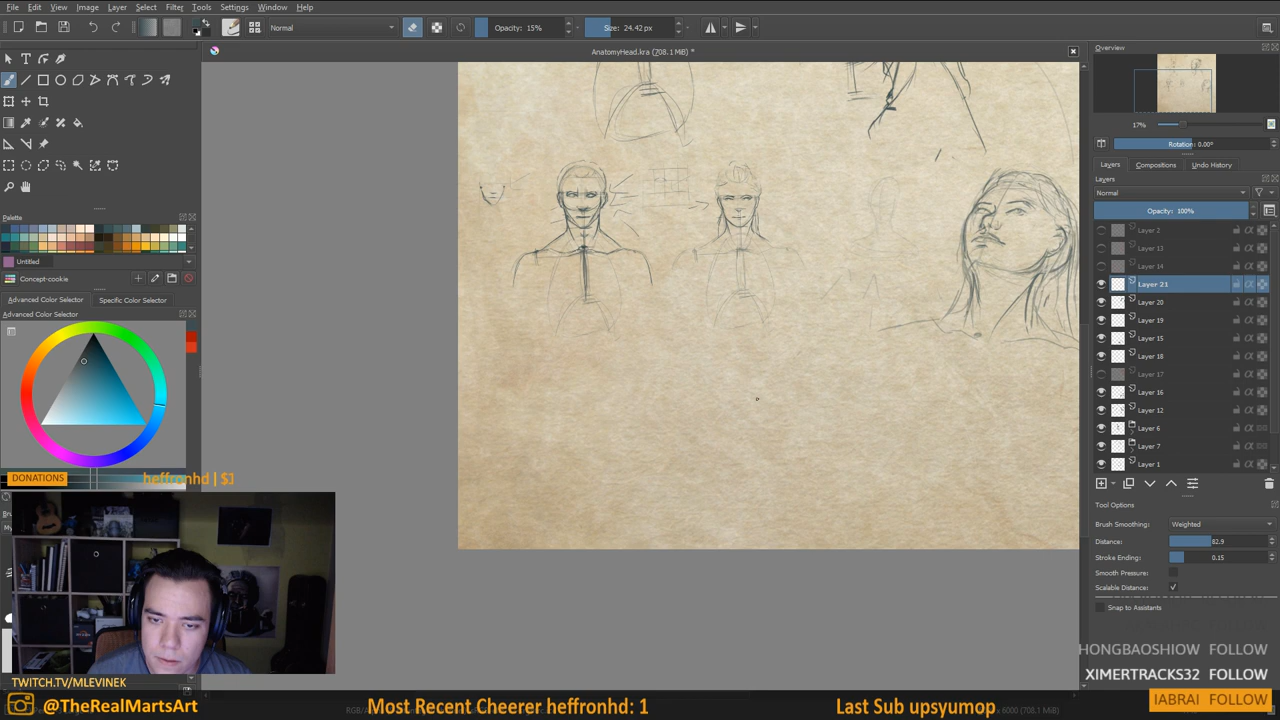 File Edit View Image Layer Select Filter Tools Settings Window Help
Normal Opacity: 15% Size: 24.42 px
AnatomyHead.kra (708.1 MiB) *
Overview
17%
Rotation: 0.00°
Layers Compositions Undo History
Layers
Normal
Opacity: 100%
Layer 2
Layer 13
Layer 14
Layer 21
Layer 20
Layer 19
Layer 15
Layer 18
Layer 17
Layer 16
Layer 12
Layer 6
Layer 7
Layer 1
Tool Options
Brush Smoothing: Weighted
Distance: 82.9
Stroke Ending: 0.15
Smooth Pressure:
Scalable Distance:
Snap to Assistants
Palette
Untitled
Concept-cookie
Advanced Color Selector Specific Color Selector
Advanced Color Selector
DONATIONS heffronhd | $1
TWITCH.TV/MLEVINEK
@TheRealMartsArt
Most Recent Cheerer heffronhd: 1
Last Sub upsyumop
HONGBAOSHIOW FOLLOW
XIMERTRACKS32 FOLLOW
IABRAI FOLLOW